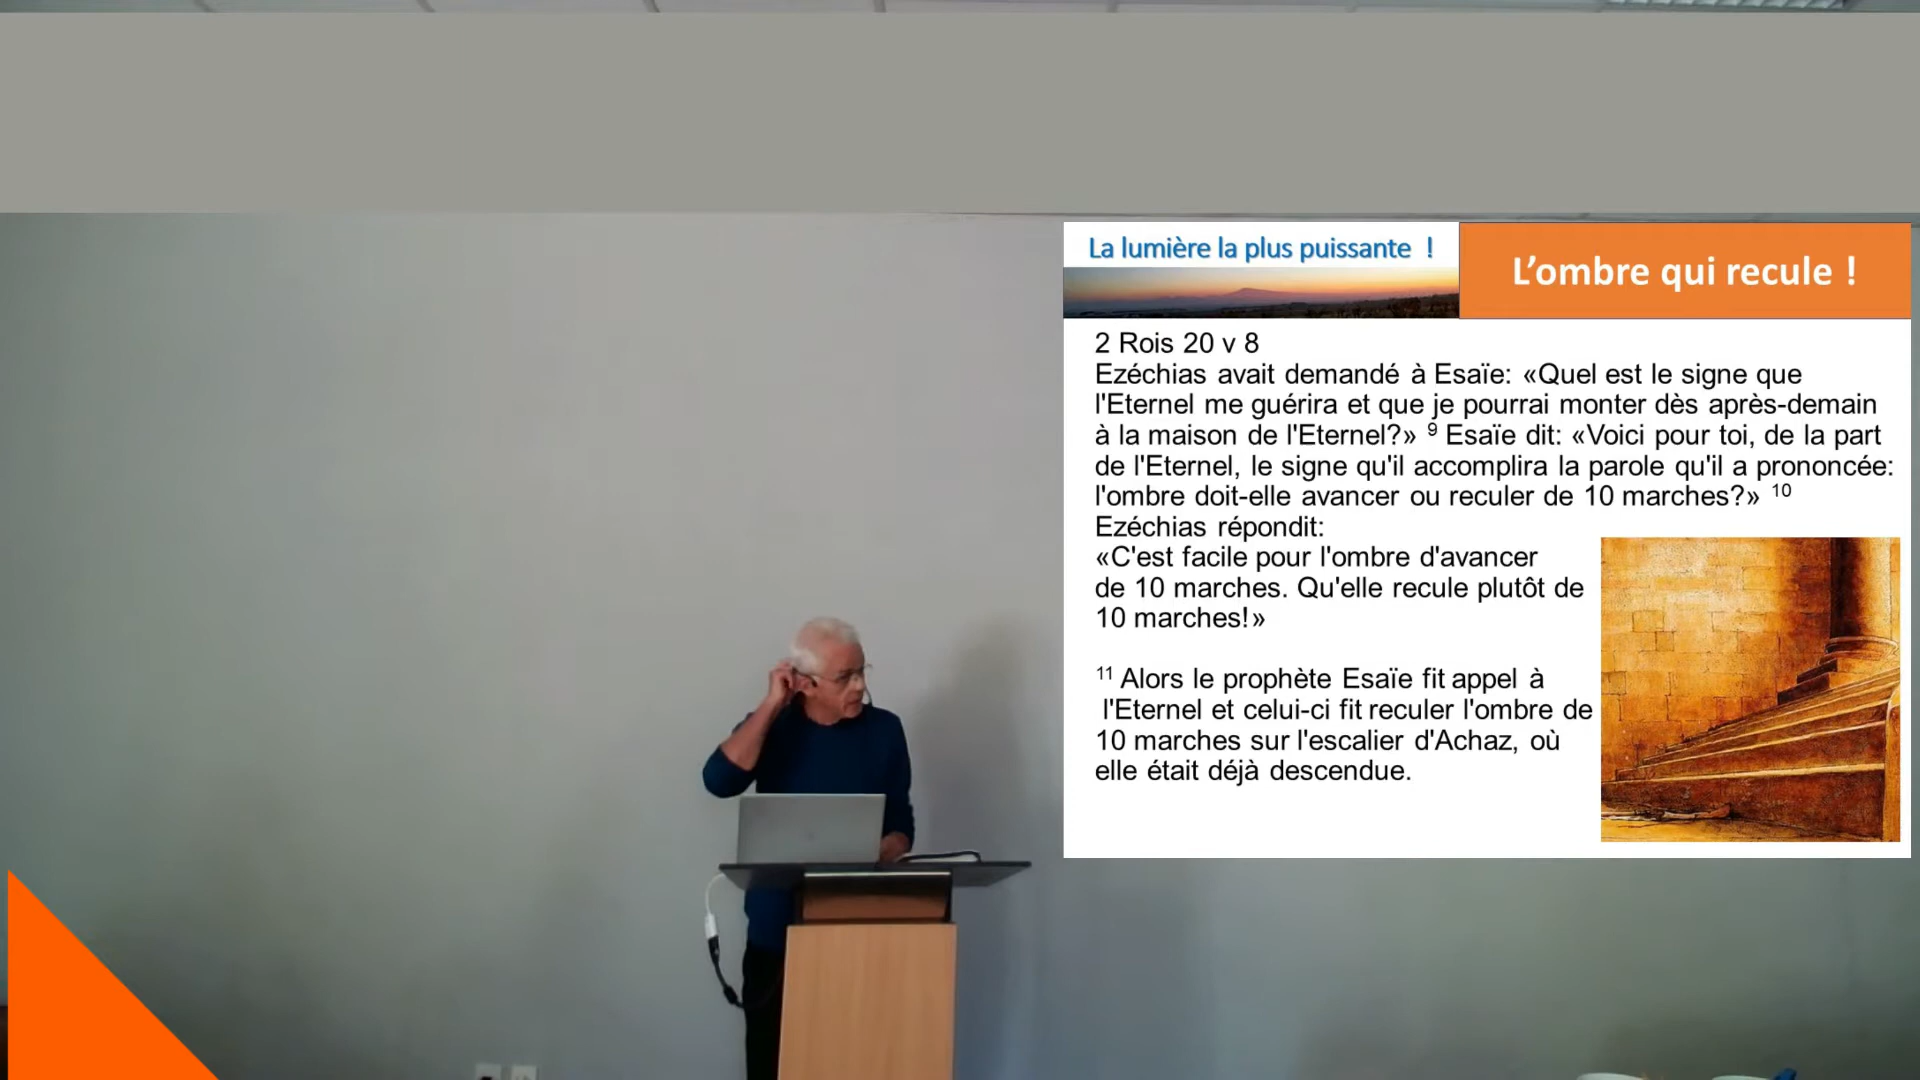 La lumière la plus puissante !
L'ombre qui recule !
2 Rois 20 v 8
Ezéchias avait demandé à Esaïe: «Quel est le signe que
l'Eternel me guérira et que je pourrai monter dès après-demain
à la maison de l'Eternel?» ⁹ Esaïe dit: «Voici pour toi, de la part
de l'Eternel, le signe qu'il accomplira la parole qu'il a prononcée:
l'ombre doit-elle avancer ou reculer de 10 marches?» ¹⁰
Ezéchias répondit:
«C'est facile pour l'ombre d'avancer
de 10 marches. Qu'elle recule plutôt de
10 marches!»
¹¹ Alors le prophète Esaïe fit appel à
l'Eternel et celui-ci fit reculer l'ombre de
10 marches sur l'escalier d'Achaz, où
elle était déjà descendue.